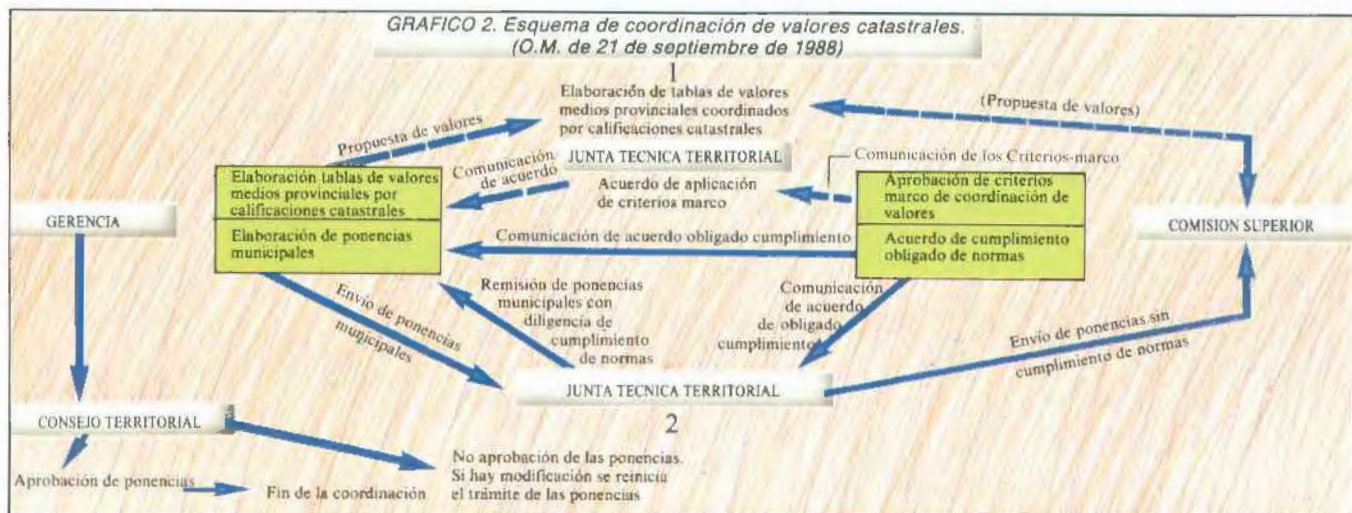 GRAFICO 2. Esquema de coordinación de valores catastrales.
(O.M. de 21 de septiembre de 1988)
1
Elaboración de tablas de valores
medios provinciales coordinados
por calificaciones catastrales
(Propuesta de valores)
Propuesta de valores
JUNTA TECNICA TERRITORIAL
Comunicación
de acuerdo
Acuerdo de aplicación
de criterios marco
Comunicación de los Criterios-marco
Elaboración tablas de valores
medios provinciales por
calificaciones catastrales
Elaboración de ponencias
municipales
Aprobación de criterios
marco de coordinación de
valores
Acuerdo de cumplimiento
obligado de normas
GERENCIA
COMISION SUPERIOR
Comunicación de acuerdo obligado cumplimiento
Envío de ponencias
municipales
Remisión de ponencias
municipales con
diligencia de
cumplimiento
de normas
Comunicación
de acuerdo
de obligado
cumplimiento
Envío de ponencias sin
cumplimiento de normas
JUNTA TECNICA TERRITORIAL
2
CONSEJO TERRITORIAL
Aprobación de ponencias
Fin de la coordinación
No aprobación de las ponencias.
Si hay modificación se reinicia
el trámite de las ponencias